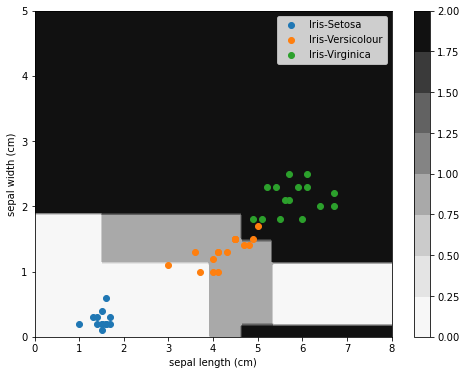 Iris-Setosa
Iris-Versicolour
Iris-Virginica
sepal width (cm)
5
4
3
2
1
0
0 1 2 3 4 5 6 7 8
sepal length (cm)
2.00
1.75
1.50
1.25
1.00
0.75
0.50
0.25
0.00